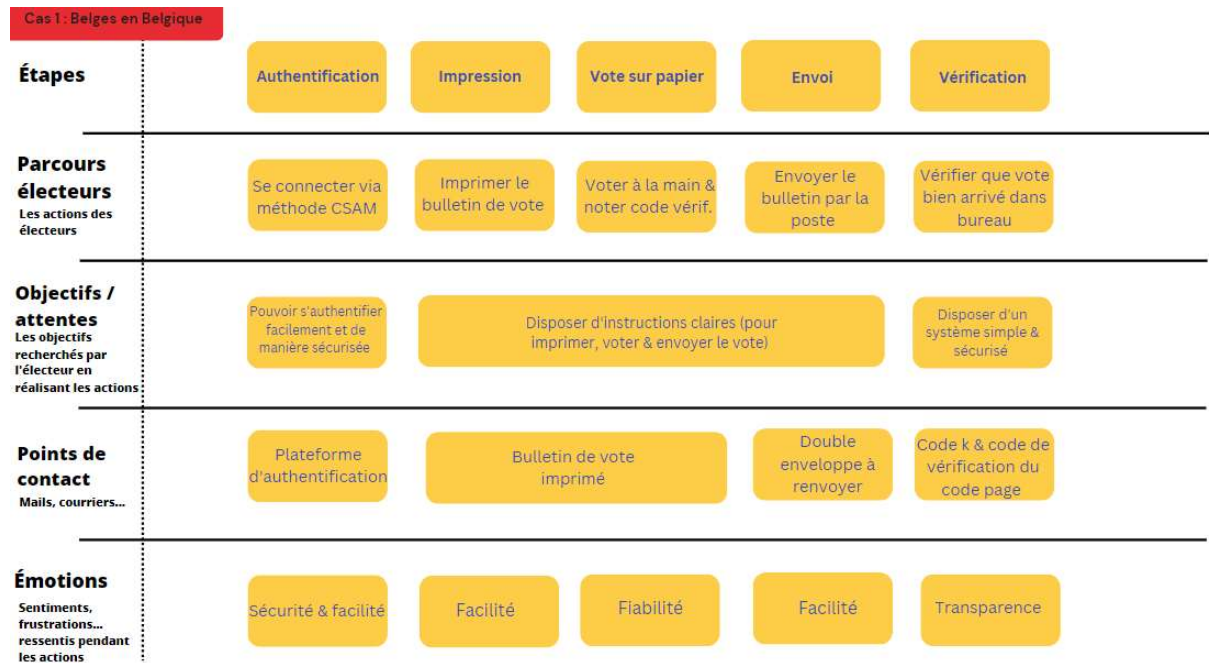 Cas 1 : Belges en Belgique
Étapes
Authentification
Impression
Vote sur papier
Envoi
Vérification
Parcours
électeurs
Les actions des
électeurs
Se connecter via
méthode CSAM
Imprimer le
bulletin de vote
Voter à la main &
noter code vérif.
Envoyer le
bulletin par la
poste
Vérifier que vote
bien arrivé dans
bureau
Objectifs /
attentes
Les objectifs
recherchés par
l'électeur en
réalisant les actions
Pouvoir s'authentifier
facilement et de
manière sécurisée
Disposer d'instructions claires (pour
imprimer, voter & envoyer le vote)
Disposer d'un
système simple &
sécurisé
Points de
contact
Mails, courriers...
Plateforme
d'authentification
Bulletin de vote
imprimé
Double
enveloppe à
renvoyer
Code k & code de
vérification du
code page
Émotions
Sentiments,
frustrations...
ressentis pendant
les actions
Sécurité & facilité
Facilité
Fiabilité
Facilité
Transparence